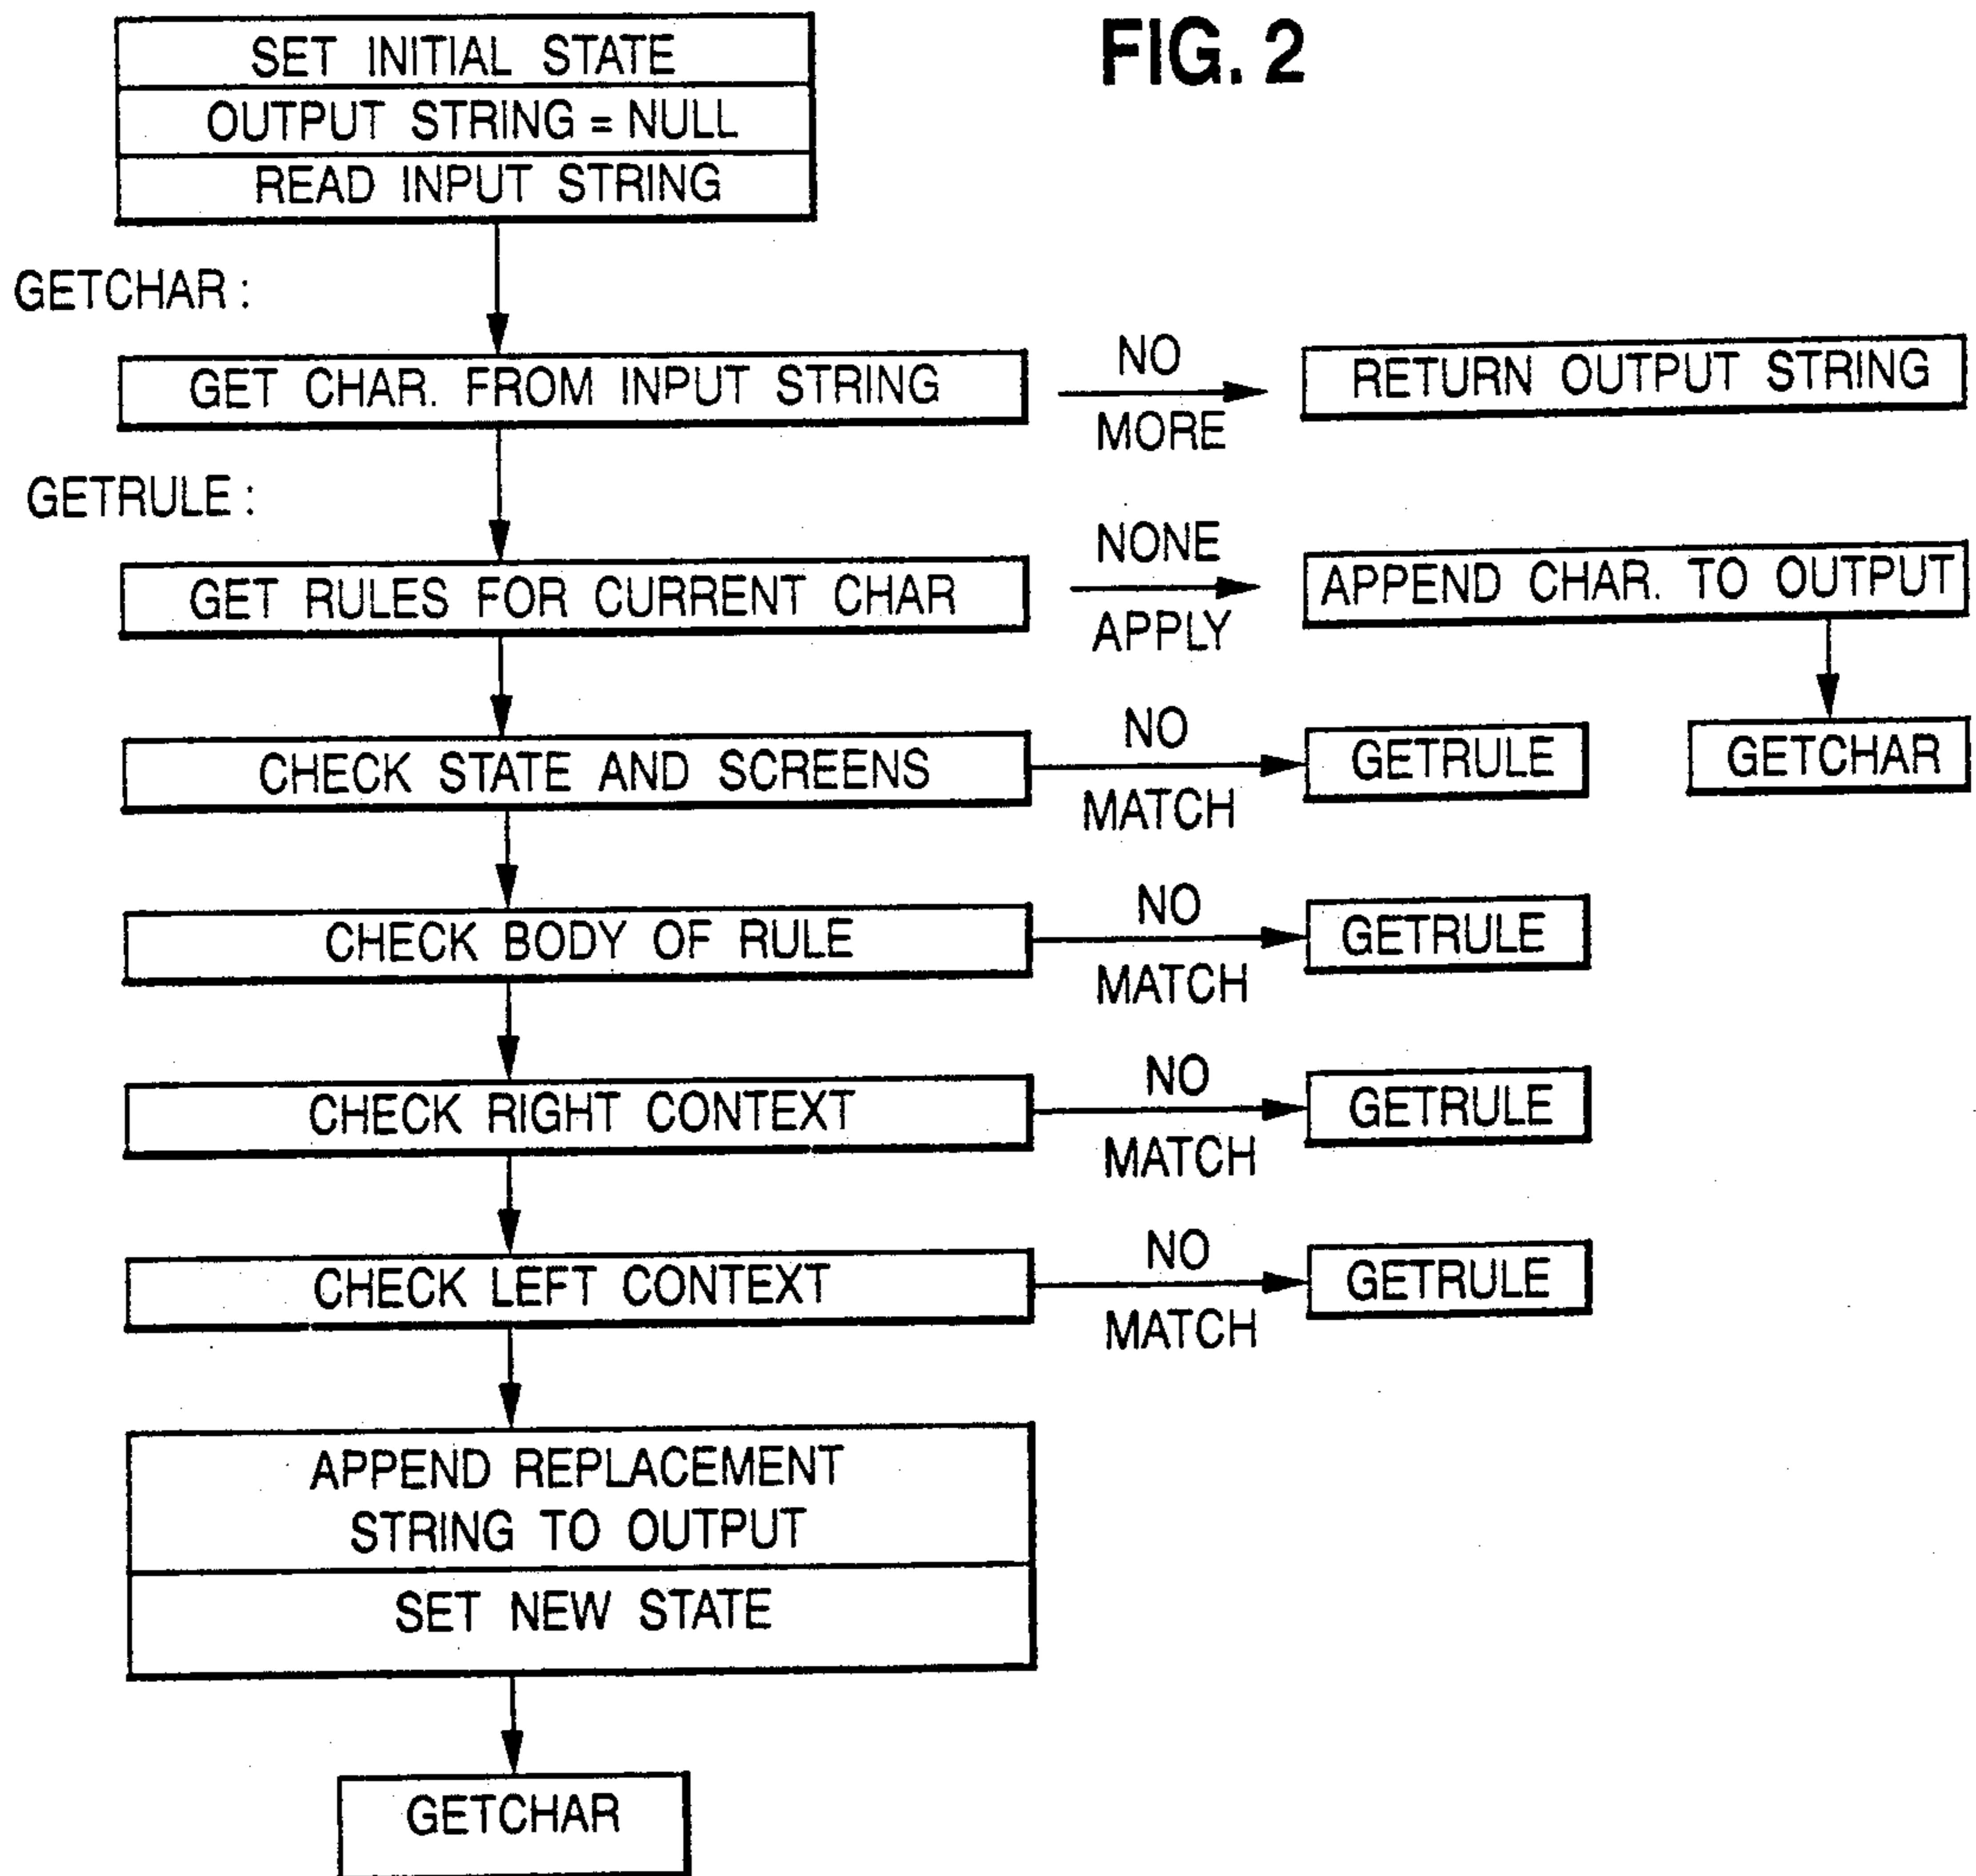 FIG. 2
SET INITIAL STATE
OUTPUT STRING = NULL
READ INPUT STRING
GETCHAR :
GET CHAR. FROM INPUT STRING
NO
MORE
RETURN OUTPUT STRING
GETRULE :
GET RULES FOR CURRENT CHAR
NONE
APPLY
APPEND CHAR. TO OUTPUT
GETCHAR
CHECK STATE AND SCREENS
NO
MATCH
GETRULE
CHECK BODY OF RULE
NO
MATCH
GETRULE
CHECK RIGHT CONTEXT
NO
MATCH
GETRULE
CHECK LEFT CONTEXT
NO
MATCH
GETRULE
APPEND REPLACEMENT
STRING TO OUTPUT
SET NEW STATE
GETCHAR